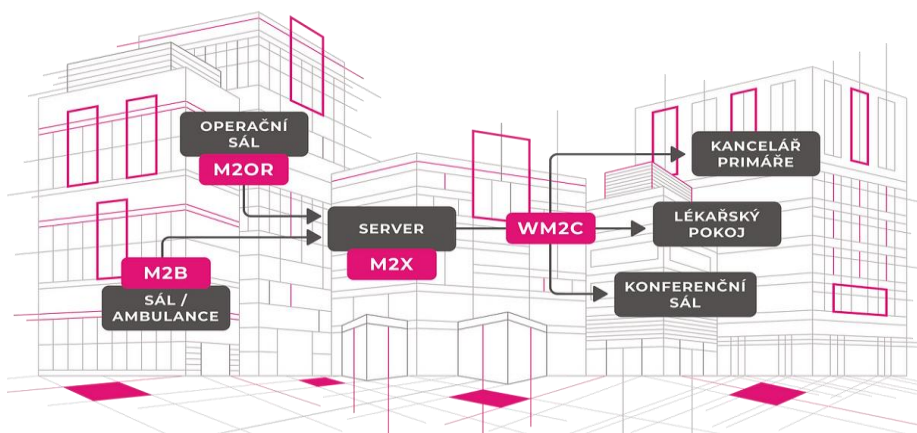 OPERAČNÍ
SÁL
M2OR
M2B
SÁL /
AMBULANCE
SERVER
M2X
WM2C
KANCELÁŘ
PRIMÁŘE
LÉKAŘSKÝ
POKOJ
KONFERENČNÍ
SÁL